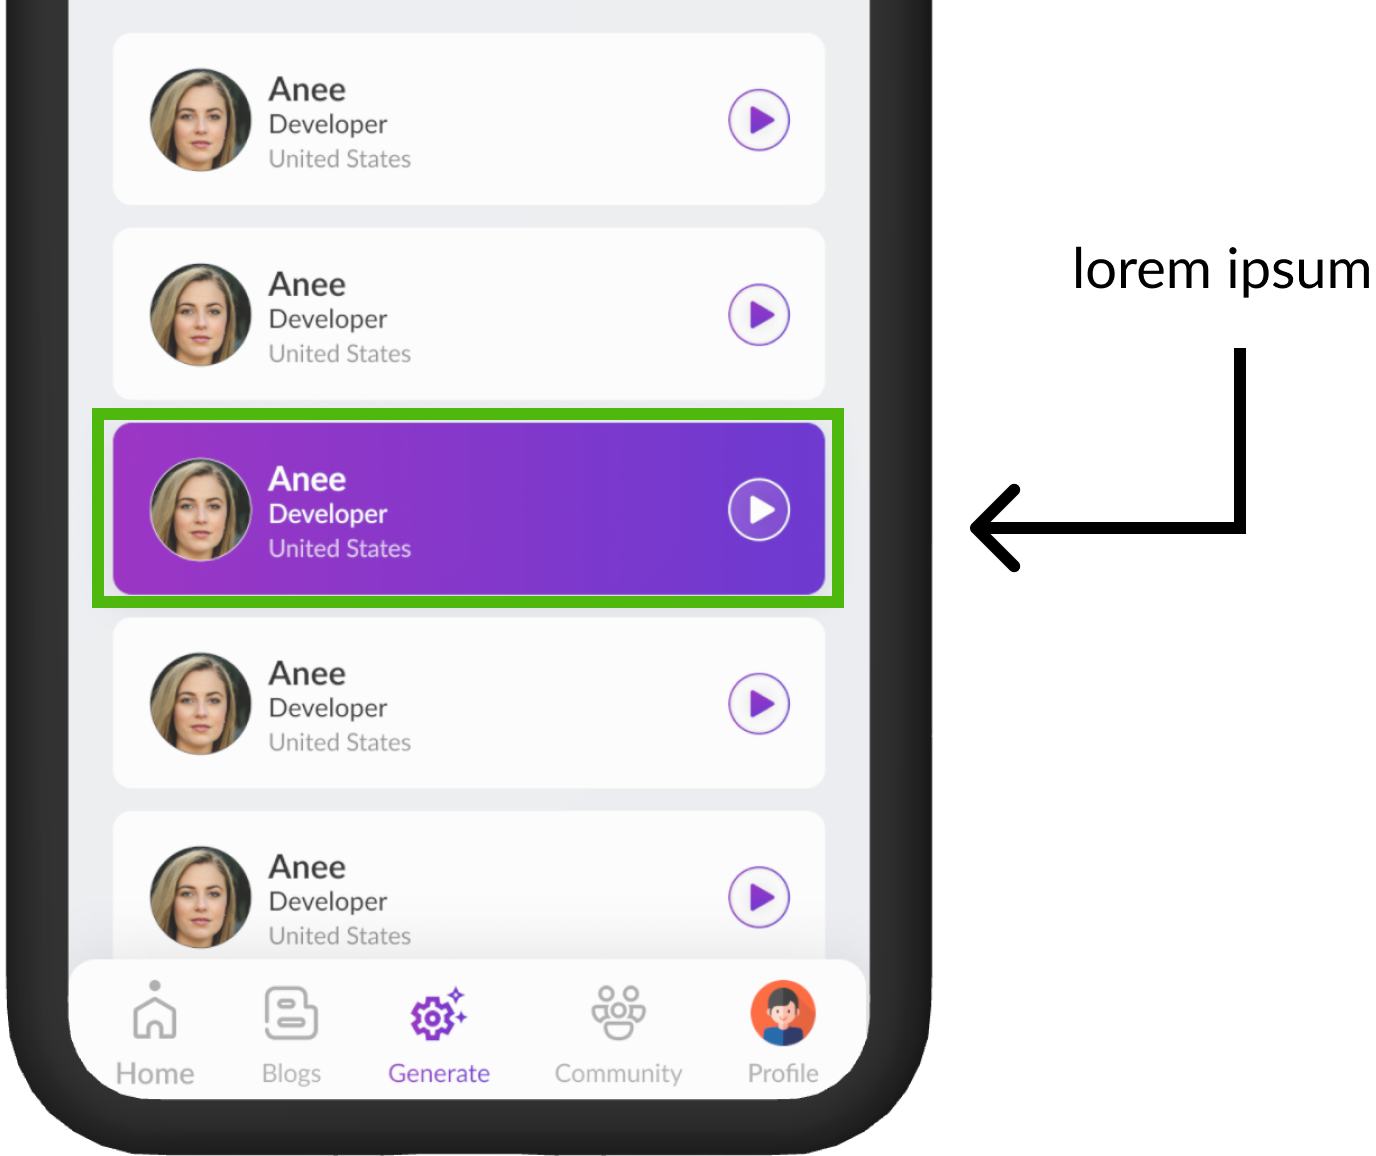 Anee
Developer
United States
Anee
Developer
United States
lorem ipsum
Anee
Developer
United States
Anee
Developer
United States
Anee
Developer
United States
Home
Blogs
Generate
Community
Profile